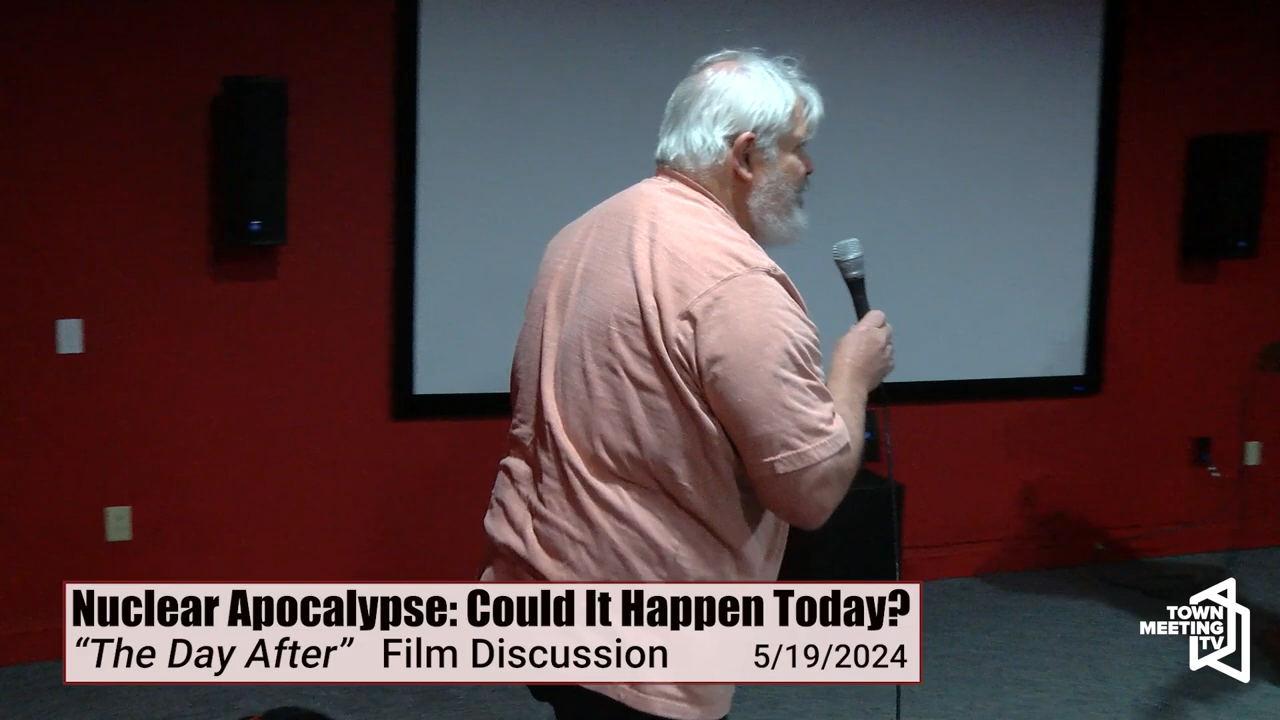 Nuclear Apocalypse: Could It Happen Today?
“The Day After” Film Discussion 5/19/2024
TOWN
MEETING
TV